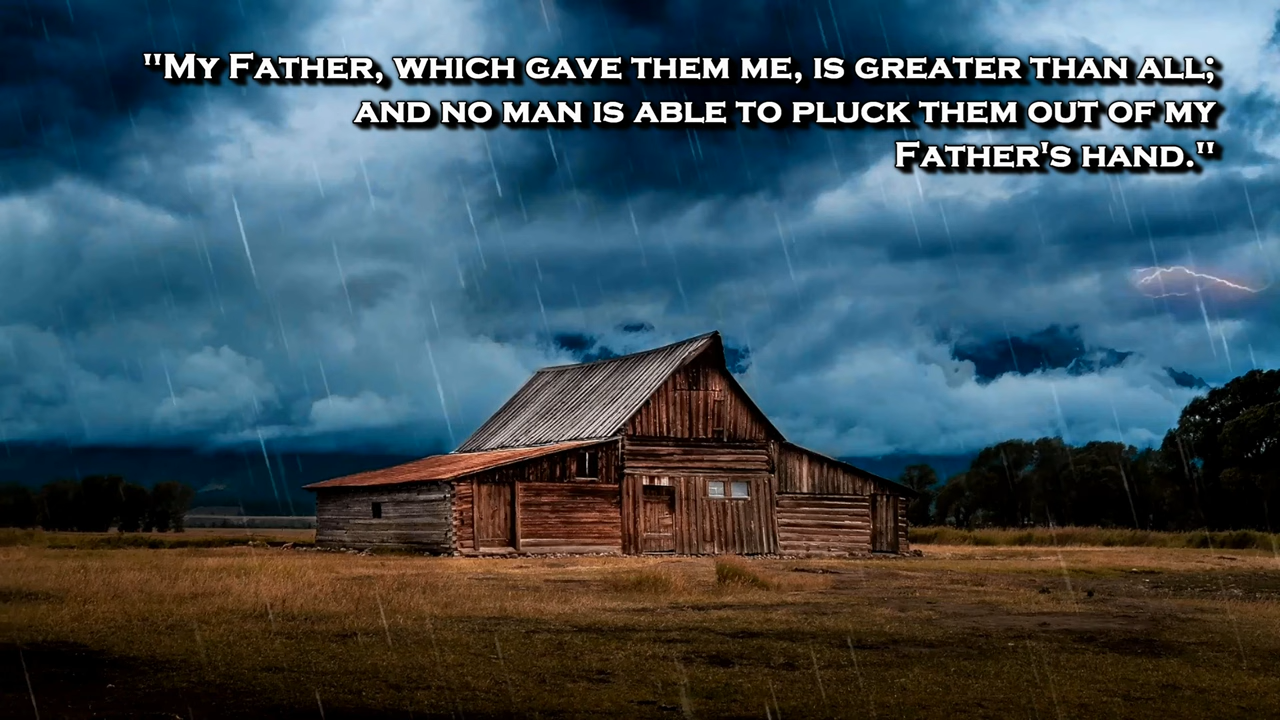 "My Father, which gave them me, is greater than all;
and no man is able to pluck them out of my
Father's hand."